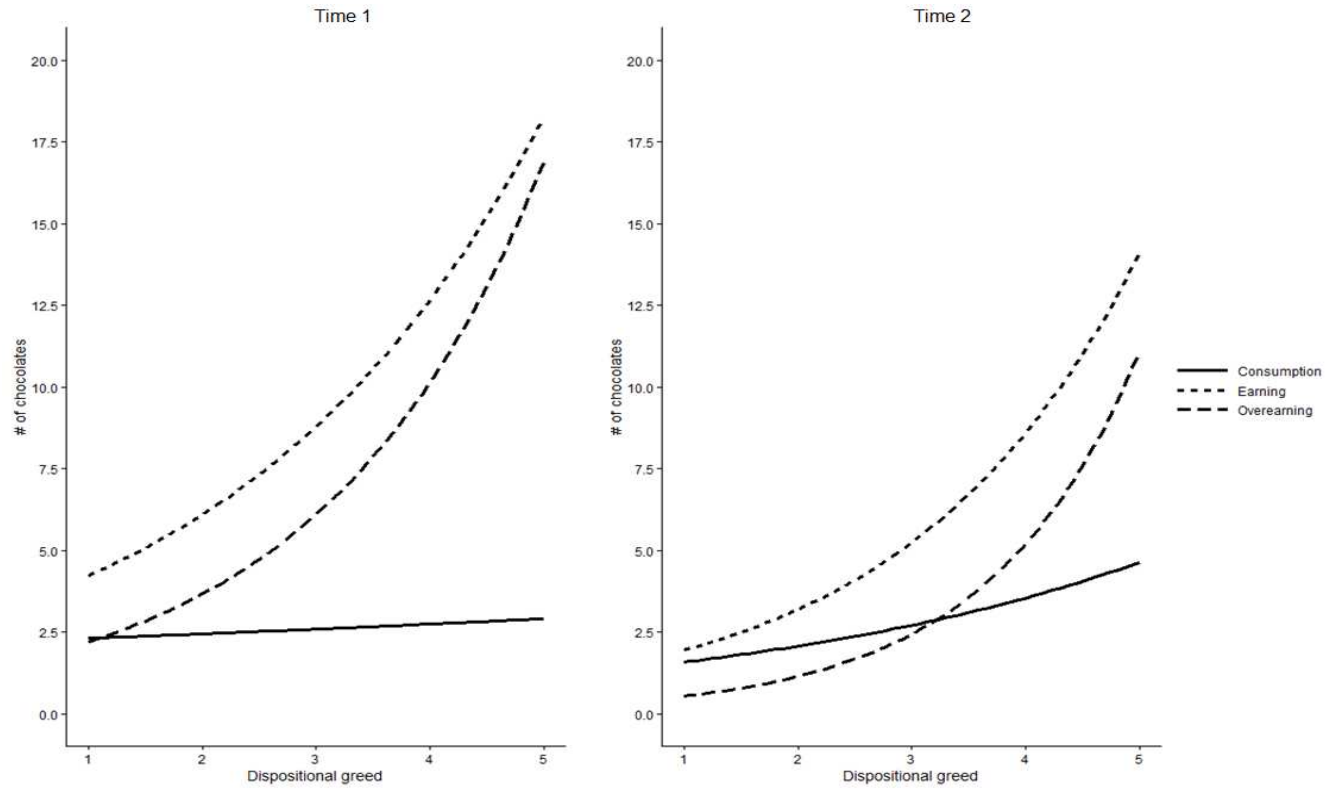 Time 1
20.0
17.5
15.0
12.5
10.0
7.5
5.0
2.5
0.0
# of chocolates
1 2 3 4 5
Dispositional greed
Time 2
20.0
17.5
15.0
12.5
10.0
7.5
5.0
2.5
0.0
# of chocolates
1 2 3 4 5
Dispositional greed
Consumption
Earning
Overearning